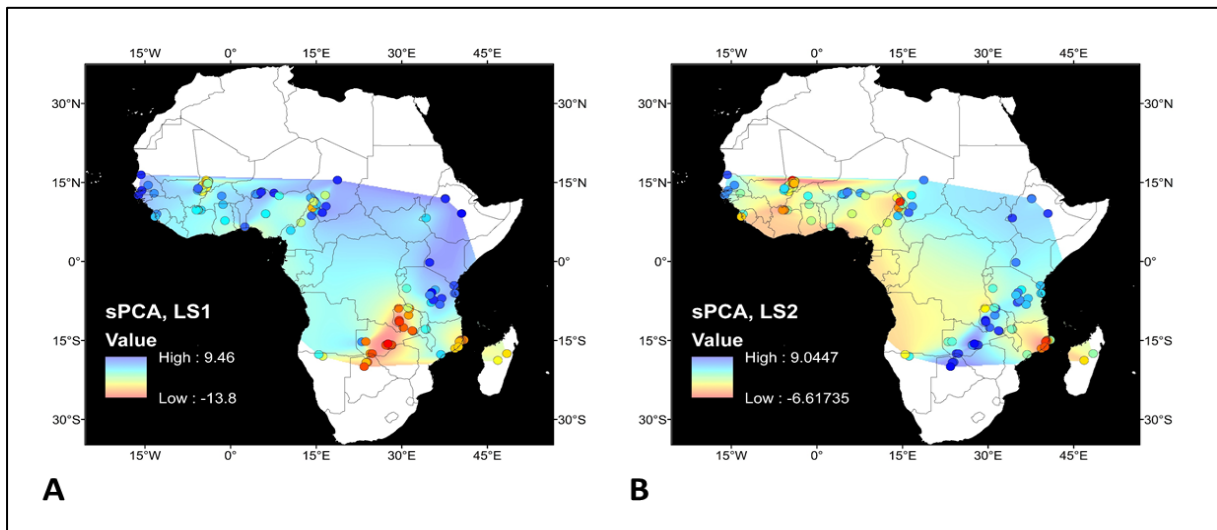 15°W 0° 15°E 30°E 45°E
30°N 30°N
15°N 15°N
0° 0°
15°S 15°S
30°S 30°S
sPCA, LS1
Value
High : 9.46
Low : -13.8
15°W 0° 15°E 30°E 45°E
A
15°W 0° 15°E 30°E 45°E
30°N 30°N
15°N 15°N
0° 0°
15°S 15°S
30°S 30°S
sPCA, LS2
Value
High : 9.0447
Low : -6.61735
15°W 0° 15°E 30°E 45°E
B